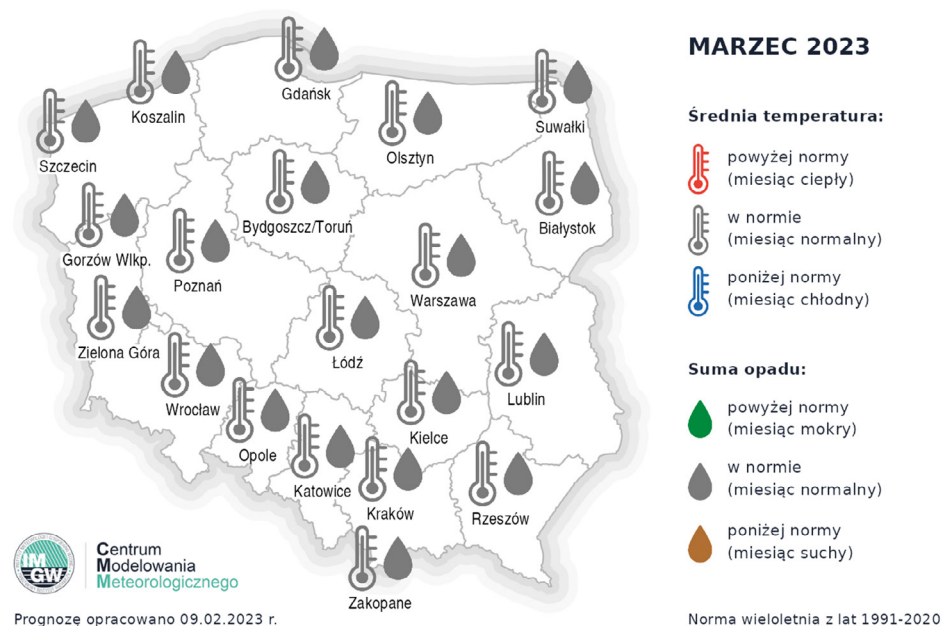 MARZEC 2023
Gdańsk
Koszalin
Suwałki
Szczecin
Olsztyn
Bydgoszcz/Toruń
Białystok
Gorzów Wlkp.
Poznań
Warszawa
Zielona Góra
Łódź
Wrocław
Lublin
Kielce
Opole
Katowice
Kraków
Rzeszów
Zakopane
Średnia temperatura:
powyżej normy
(miesiąc ciepły)
w normie
(miesiąc normalny)
poniżej normy
(miesiąc chłodny)
Suma opadu:
powyżej normy
(miesiąc mokry)
w normie
(miesiąc normalny)
poniżej normy
(miesiąc suchy)
IM
GW
Centrum
Modelowania
Meteorologicznego
Prognozę opracowano 09.02.2023 r.
Norma wieloletnia z lat 1991-2020